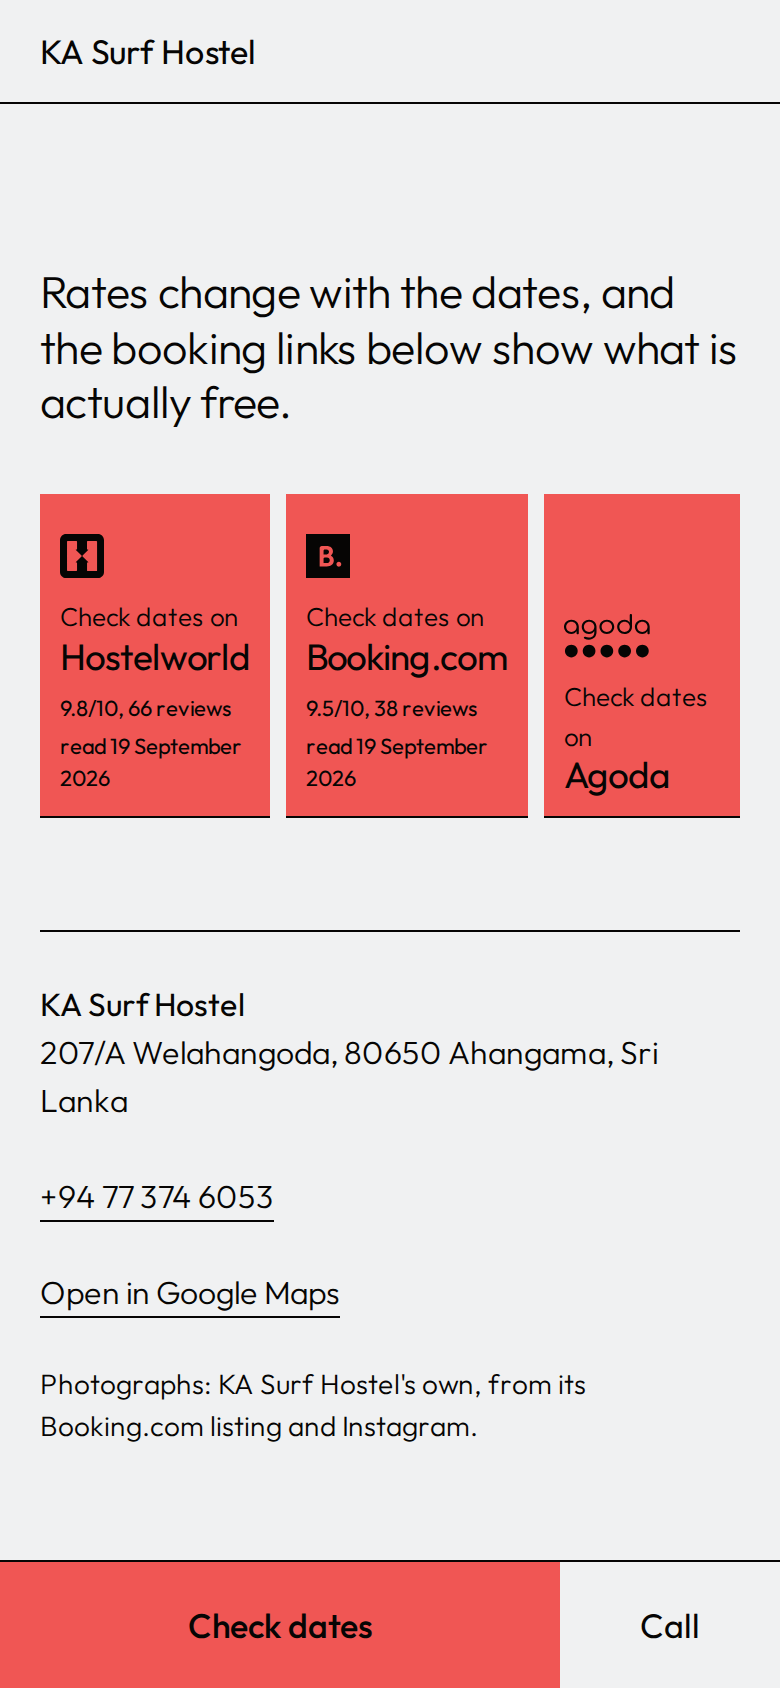 KA Surf Hostel
Rates change with the dates, and
the booking links below show what is
actually free.
Check dates on
Hostelworld
9.8/10, 66 reviews
read 19 September
2026
B.
Check dates on
Booking.com
9.5/10, 38 reviews
read 19 September
2026
agoda
Check dates
on
Agoda
KA Surf Hostel
207/A Welahangoda, 80650 Ahangama, Sri
Lanka
+94 77 374 6053
Open in Google Maps
Photographs: KA Surf Hostel's own, from its
Booking.com listing and Instagram.
Check dates
Call